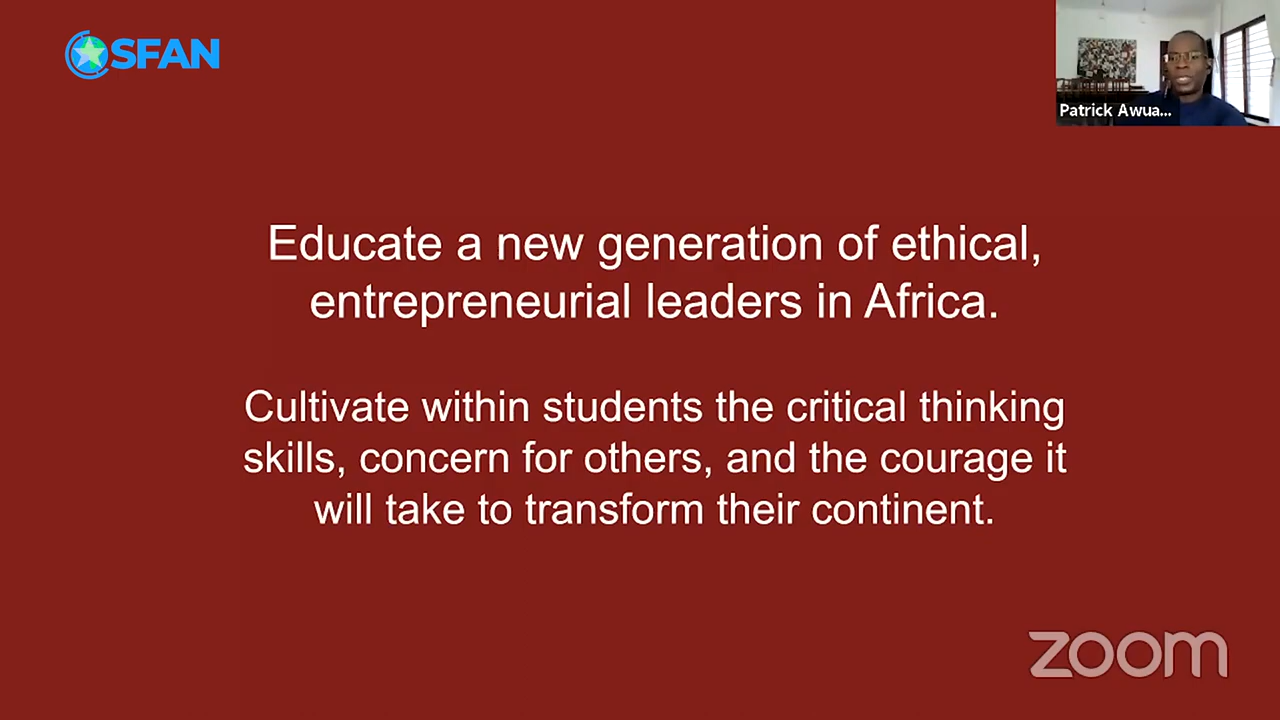 SFAN
Patrick Awua...
Educate a new generation of ethical,
entrepreneurial leaders in Africa.
Cultivate within students the critical thinking
skills, concern for others, and the courage it
will take to transform their continent.
zoom